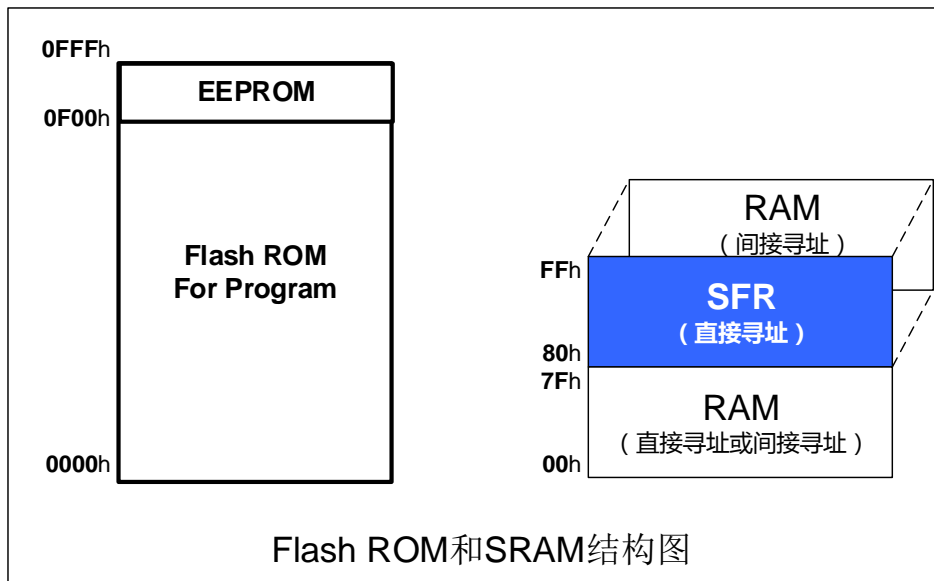 0FFFh
EEPROM
0F00h
Flash ROM
For Program
0000h
RAM
（间接寻址）
FFh
SFR
（直接寻址）
80h
7Fh
RAM
（直接寻址或间接寻址）
00h
Flash ROM和SRAM结构图